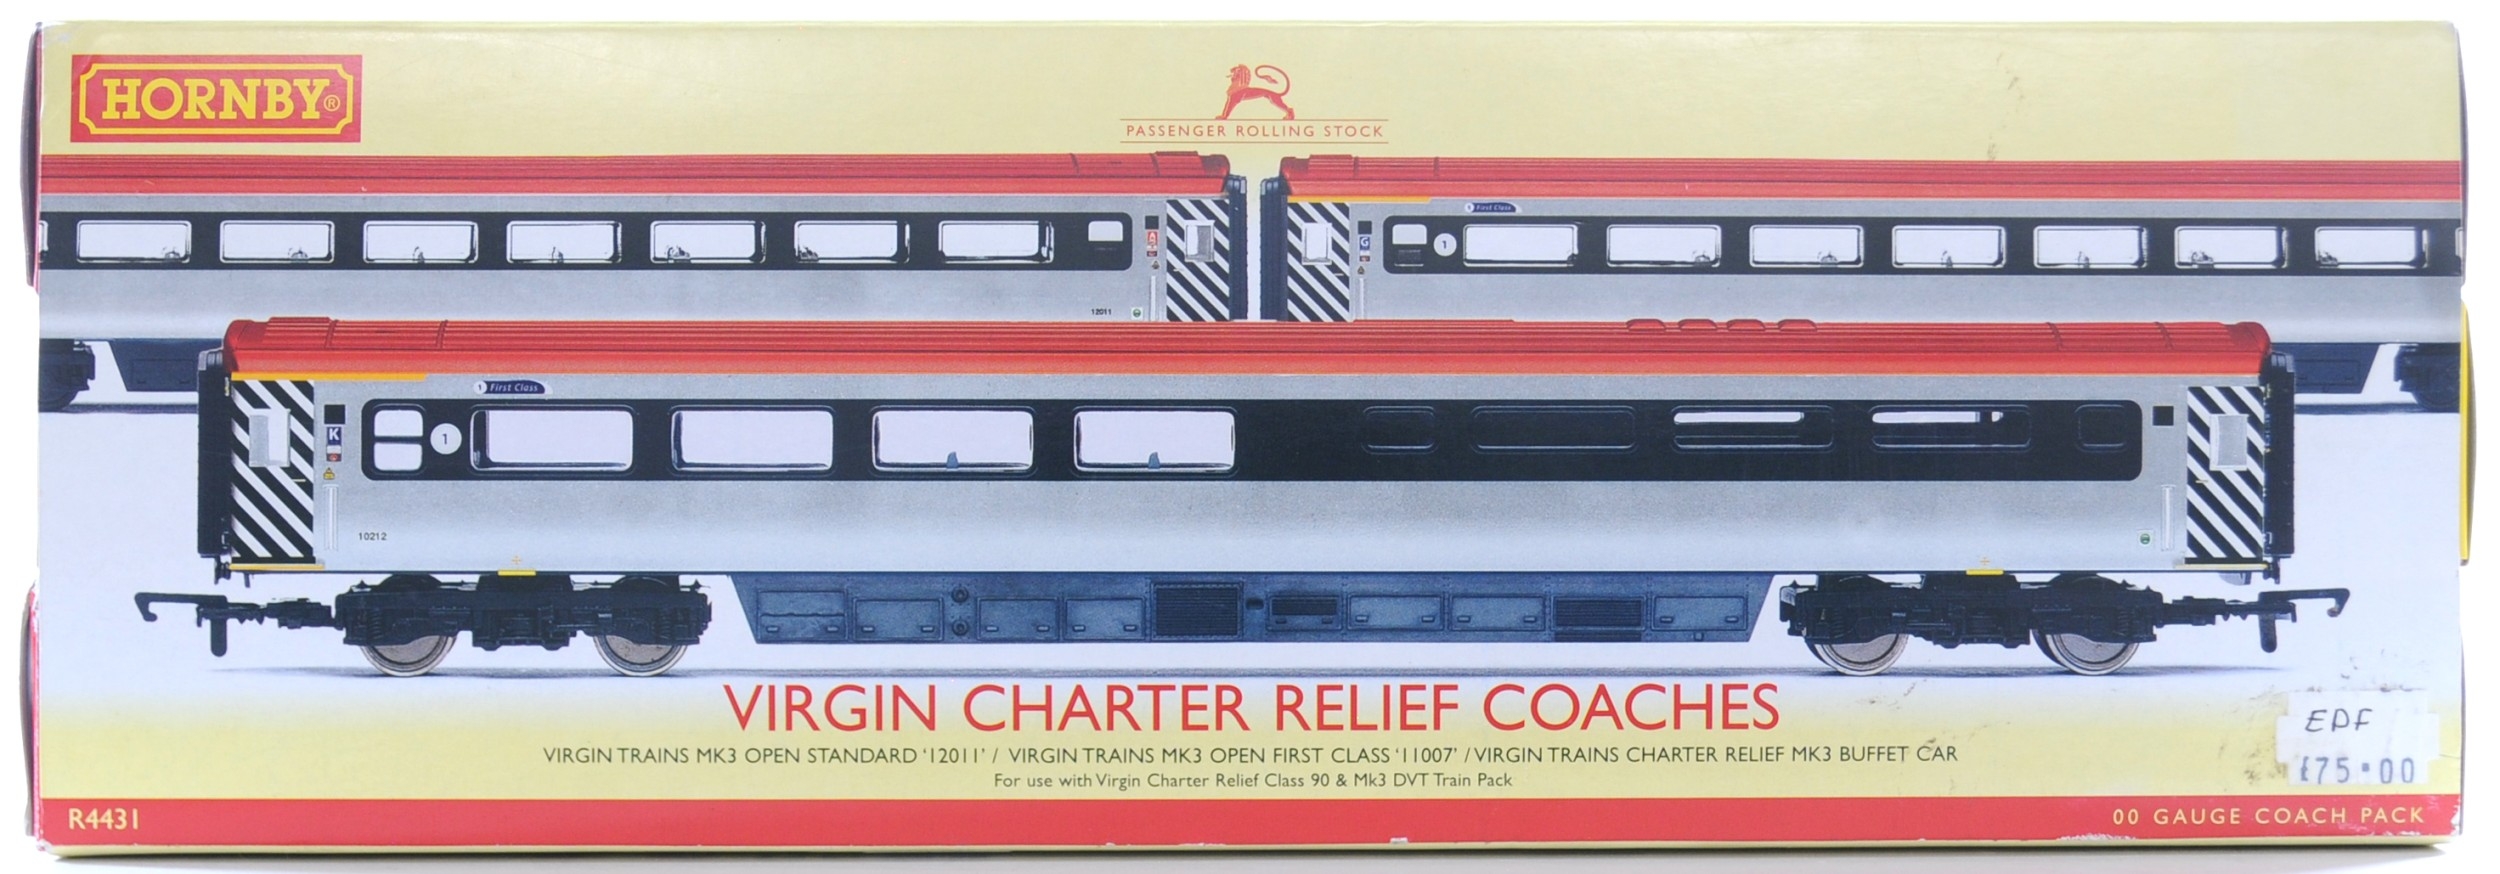 HORNBY®
PASSENGER ROLLING STOCK
1 First Class
1
G
12011
1 First Class
K
1
10212
VIRGIN CHARTER RELIEF COACHES
VIRGIN TRAINS MK3 OPEN STANDARD ‘12011’ / VIRGIN TRAINS MK3 OPEN FIRST CLASS ‘11007’ / VIRGIN TRAINS CHARTER RELIEF MK3 BUFFET CAR
For use with Virgin Charter Relief Class 90 & Mk3 DVT Train Pack
EPF
£75.00
R4431
00 GAUGE COACH PACK